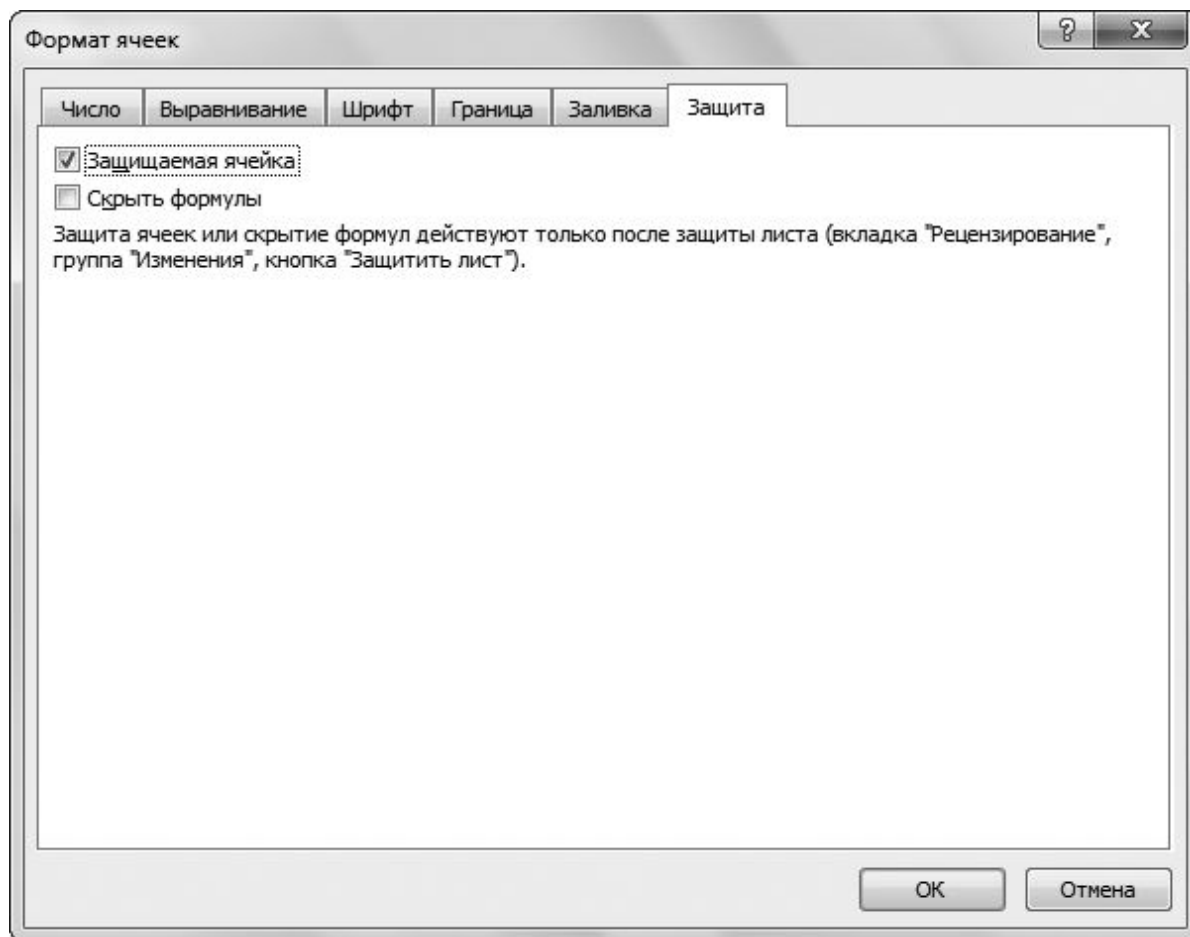 Формат ячеек
Число Выравнивание Шрифт Граница Заливка Защита
Защищаемая ячейка
Скрыть формулы
Защита ячеек или скрытие формул действуют только после защиты листа (вкладка "Рецензирование",
группа "Изменения", кнопка "Защитить лист").
ОК Отмена